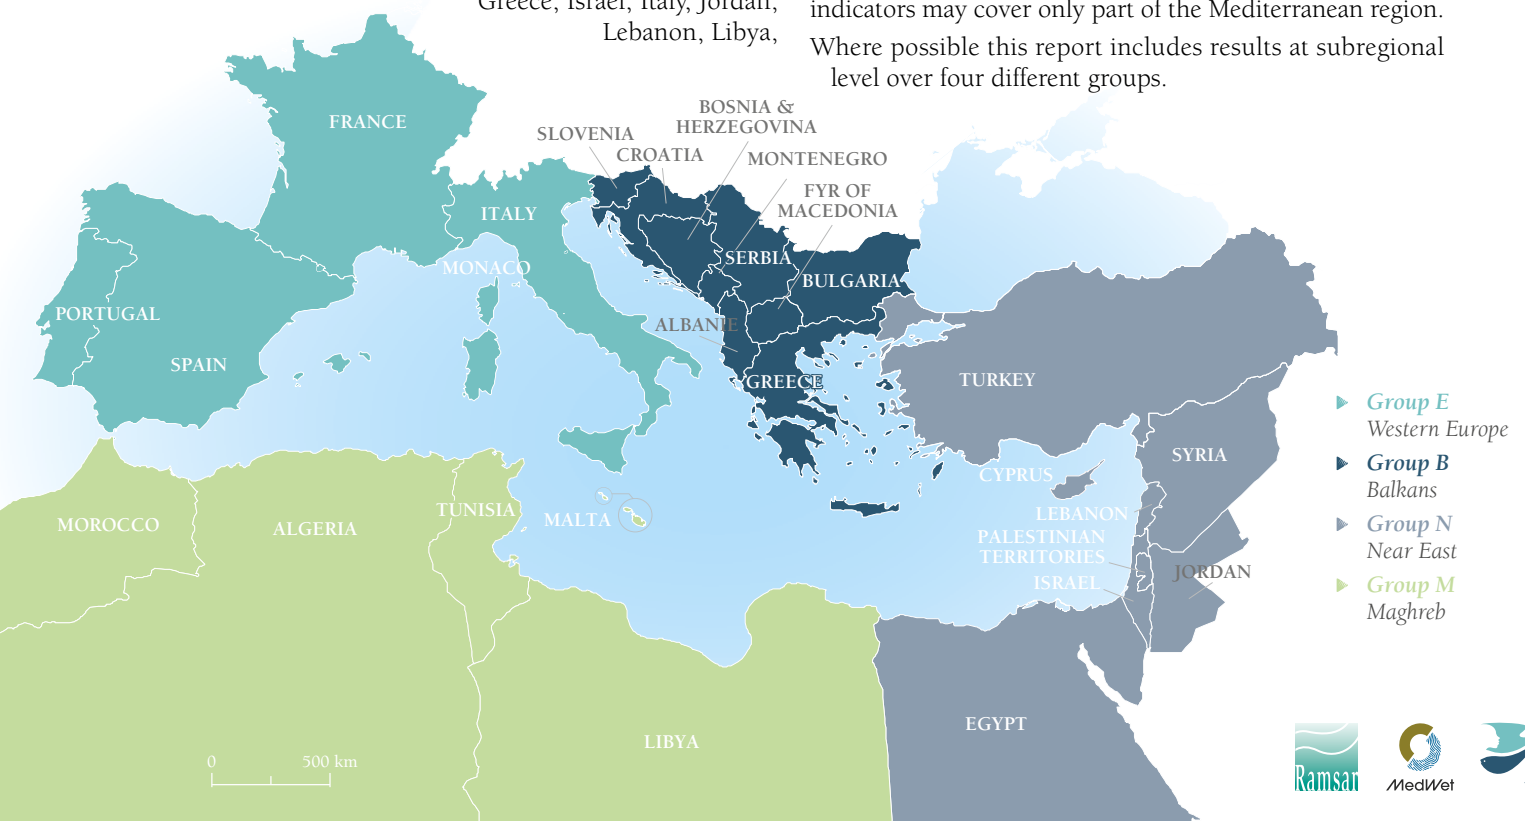 Greece, Israel, Italy, Jordan,
Lebanon, Libya,
indicators may cover only part of the Mediterranean region.
Where possible this report includes results at subregional
level over four different groups.
FRANCE
SLOVENIA
CROATIA
BOSNIA &
HERZEGOVINA
MONTENEGRO
FYR OF
MACEDONIA
ITALY
MONACO
SERBIA
BULGARIA
PORTUGAL
SPAIN
ALBANIE
GREECE
TURKEY
SYRIA
CYPRUS
LEBANON
PALESTINIAN
TERRITORIES
ISRAEL
JORDAN
MOROCCO
ALGERIA
TUNISIA
MALTA
LIBYA
EGYPT
0 500 km
Group E
Western Europe
Group B
Balkans
Group N
Near East
Group M
Maghreb
Ramsar
MedWet